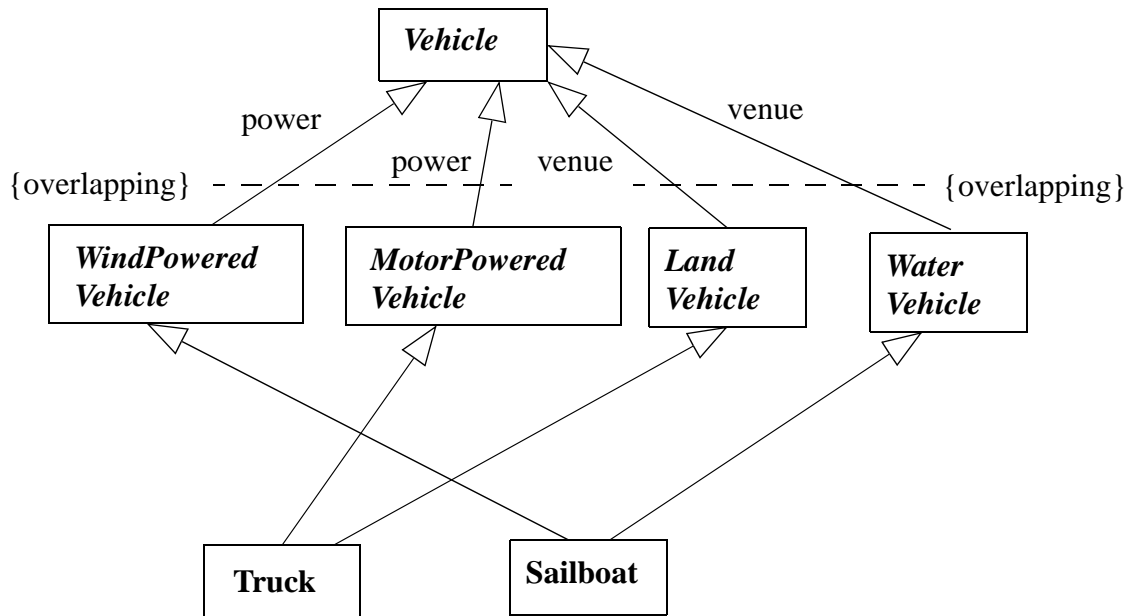 Vehicle
power
venue
power
venue
{overlapping}
{overlapping}
WindPowered
Vehicle
MotorPowered
Vehicle
Land
Vehicle
Water
Vehicle
Truck
Sailboat